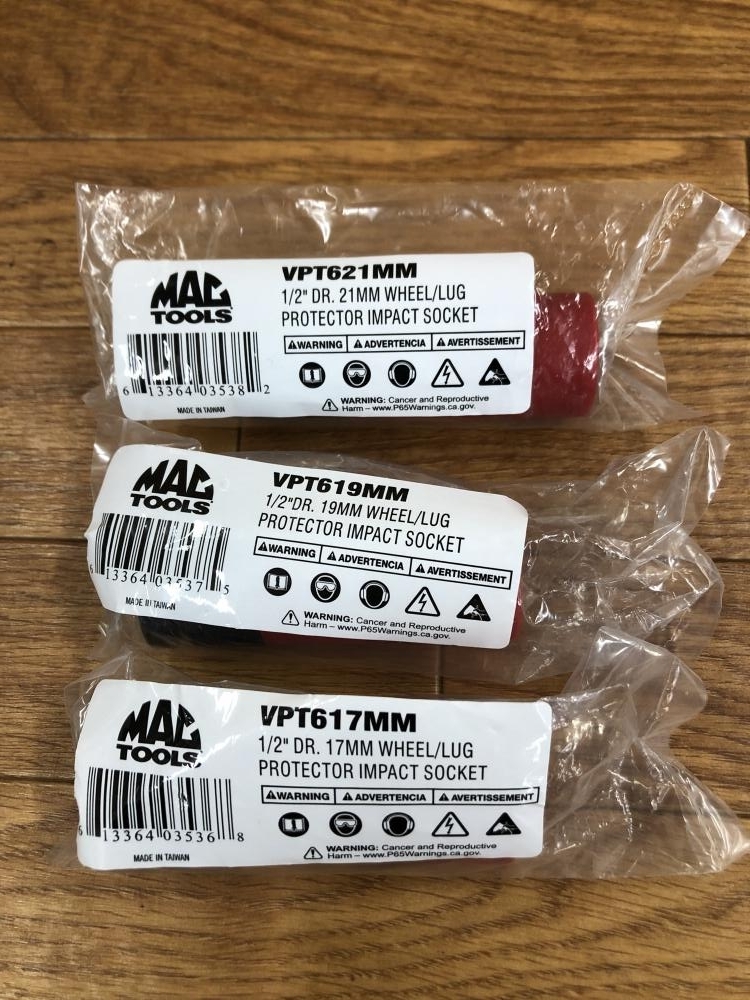 MAC
TOOLS
6 13364 03538 2
MADE IN TAIWAN
VPT621MM
1/2" DR. 21MM WHEEL/LUG
PROTECTOR IMPACT SOCKET
WARNING ADVERTENCIA AVERTISSEMENT
WARNING: Cancer and Reproductive
Harm – www.P65Warnings.ca.gov.
MAC
TOOLS
13364 03537 5
MADE IN TAIWAN
VPT619MM
1/2"DR. 19MM WHEEL/LUG
PROTECTOR IMPACT SOCKET
WARNING ADVERTENCIA AVERTISSEMENT
WARNING: Cancer and Reproductive
Harm – www.P65Warnings.ca.gov.
MAC
TOOLS
6 13364 03536 8
MADE IN TAIWAN
VPT617MM
1/2" DR. 17MM WHEEL/LUG
PROTECTOR IMPACT SOCKET
WARNING ADVERTENCIA AVERTISSEMENT
WARNING: Cancer and Reproductive
Harm – www.P65Warnings.ca.gov.